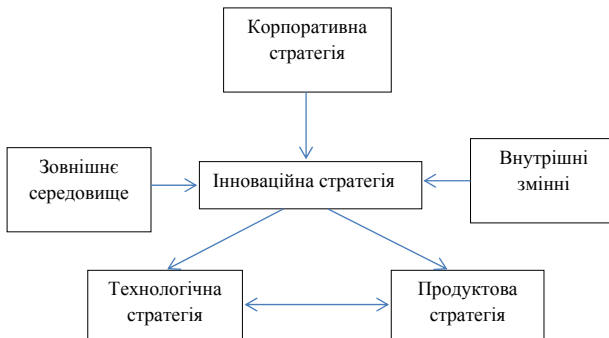 Корпоративна
стратегія
Зовнішнє
середовище
Інноваційна стратегія
Внутрішні
змінні
Технологічна
стратегія
Продуктова
стратегія